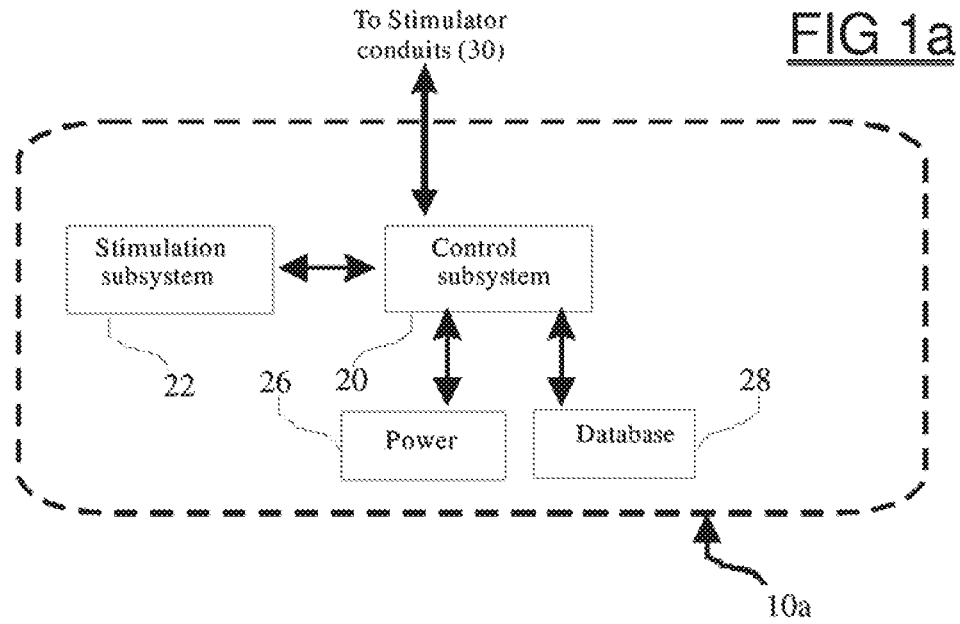 To Stimulator
conduits (30)
FIG 1a
Stimulation
subsystem
Control
subsystem
22
26
20
28
Power
Database
10a